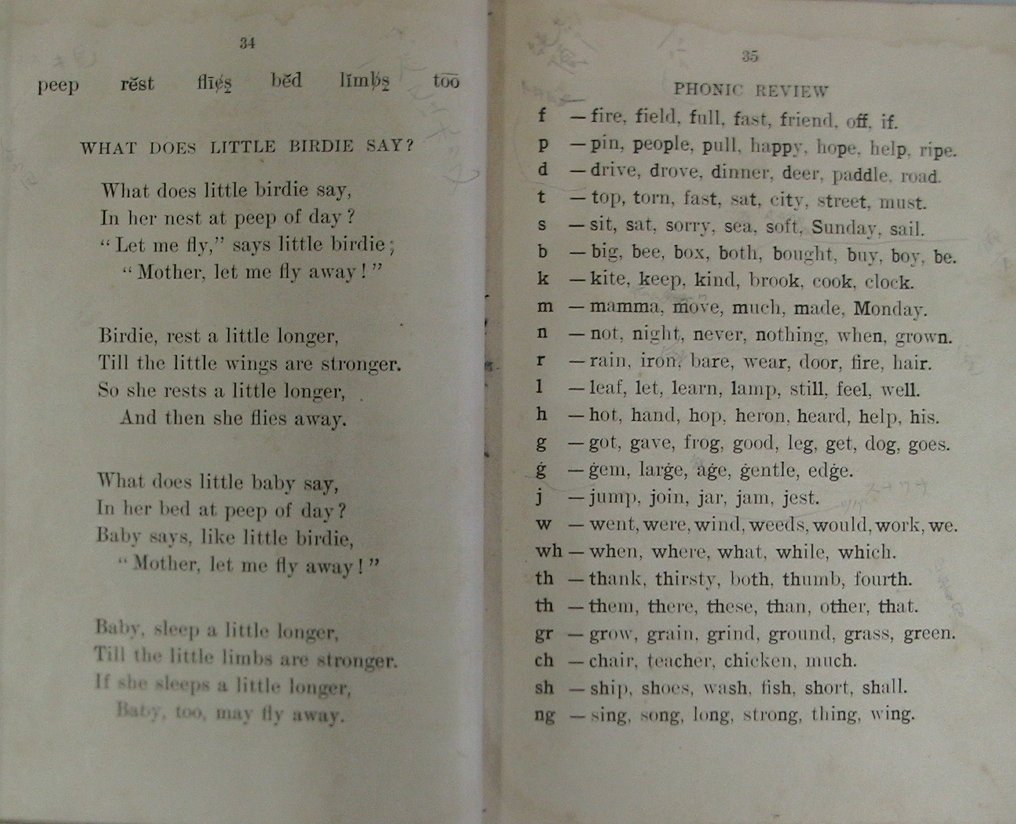 34
peep rĕst flīe̸s̱ bĕd lĭmb̸s̱ to͞o
WHAT DOES LITTLE BIRDIE SAY?
What does little birdie say,
In her nest at peep of day?
"Let me fly," says little birdie;
"Mother, let me fly away!"
Birdie, rest a little longer,
Till the little wings are stronger.
So she rests a little longer,
And then she flies away.
What does little baby say,
In her bed at peep of day?
Baby says, like little birdie,
"Mother, let me fly away!"
Baby, sleep a little longer,
Till the little limbs are stronger.
If she sleeps a little longer,
Baby, too, may fly away.
35
PHONIC REVIEW
f — fire, field, full, fast, friend, off, if.
p — pin, people, pull, happy, hope, help, ripe.
d — drive, drove, dinner, deer, paddle, road.
t — top, torn, fast, sat, city, street, must.
s — sit, sat, sorry, sea, soft, Sunday, sail.
b — big, bee, box, both, bought, buy, boy, be.
k — kite, keep, kind, brook, cook, clock.
m — mamma, move, much, made, Monday.
n — not, night, never, nothing, when, grown.
r — rain, iron, bare, wear, door, fire, hair.
l — leaf, let, learn, lamp, still, feel, well.
h — hot, hand, hop, heron, heard, help, his.
g — got, gave, frog, good, leg, get, dog, goes.
ġ — ġem, larġe, aġe, ġentle, edġe.
j — jump, join, jar, jam, jest.
w — went, were, wind, weeds, would, work, we.
wh — when, where, what, while, which.
th — thank, thirsty, both, thumb, fourth.
th — them, there, these, than, other, that.
gr — grow, grain, grind, ground, grass, green.
ch — chair, teacher, chicken, much.
sh — ship, shoes, wash, fish, short, shall.
ng — sing, song, long, strong, thing, wing.